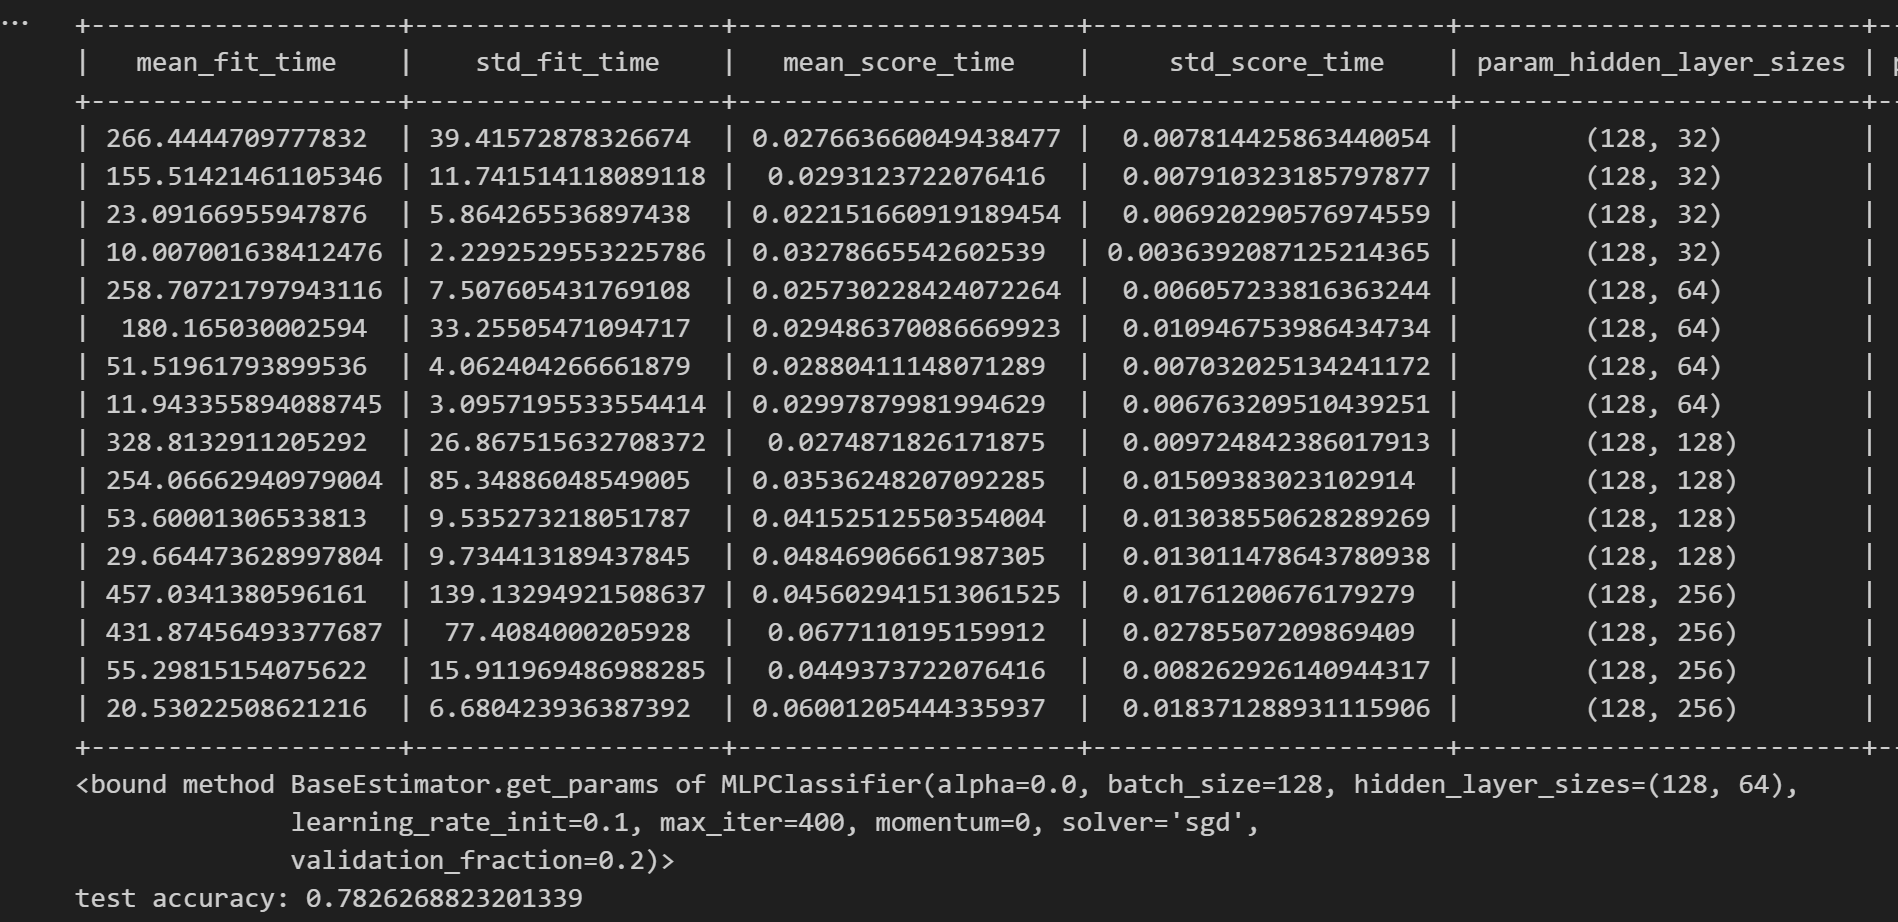 ...
+--------------------+--------------------+----------------------+-----------------------+--------------------------+--
| mean_fit_time | std_fit_time | mean_score_time | std_score_time | param_hidden_layer_sizes |
+--------------------+--------------------+----------------------+-----------------------+--------------------------+--
| 266.4444709777832 | 39.41572878326674 | 0.027663660049438477 | 0.007814425863440054 | (128, 32) |
| 155.51421461105346 | 11.741514118089118 | 0.0293123722076416 | 0.007910323185797877 | (128, 32) |
| 23.09166955947876 | 5.864265536897438 | 0.022151660919189454 | 0.006920290576974559 | (128, 32) |
| 10.007001638412476 | 2.2292529553225786 | 0.03278665542602539 | 0.0036392087125214365 | (128, 32) |
| 258.70721797943116 | 7.507605431769108 | 0.025730228424072264 | 0.006057233816363244 | (128, 64) |
| 180.165030002594 | 33.25505471094717 | 0.029486370086669923 | 0.010946753986434734 | (128, 64) |
| 51.51961793899536 | 4.062404266661879 | 0.02880411148071289 | 0.007032025134241172 | (128, 64) |
| 11.943355894088745 | 3.0957195533554414 | 0.02997879981994629 | 0.006763209510439251 | (128, 64) |
| 328.8132911205292 | 26.867515632708372 | 0.0274871826171875 | 0.009724842386017913 | (128, 128) |
| 254.06662940979004 | 85.34886048549005 | 0.03536248207092285 | 0.01509383023102914 | (128, 128) |
| 53.60001306533813 | 9.535273218051787 | 0.04152512550354004 | 0.013038550628289269 | (128, 128) |
| 29.664473628997804 | 9.734413189437845 | 0.04846906661987305 | 0.013011478643780938 | (128, 128) |
| 457.0341380596161 | 139.13294921508637 | 0.045602941513061525 | 0.01761200676179279 | (128, 256) |
| 431.87456493377687 | 77.4084000205928 | 0.0677110195159912 | 0.02785507209869409 | (128, 256) |
| 55.29815154075622 | 15.911969486988285 | 0.0449373722076416 | 0.008262926140944317 | (128, 256) |
| 20.53022508621216 | 6.680423936387392 | 0.06001205444335937 | 0.018371288931115906 | (128, 256) |
+--------------------+--------------------+----------------------+-----------------------+--------------------------+--
<bound method BaseEstimator.get_params of MLPClassifier(alpha=0.0, batch_size=128, hidden_layer_sizes=(128, 64),
learning_rate_init=0.1, max_iter=400, momentum=0, solver='sgd',
validation_fraction=0.2)>
test accuracy: 0.7826268823201339